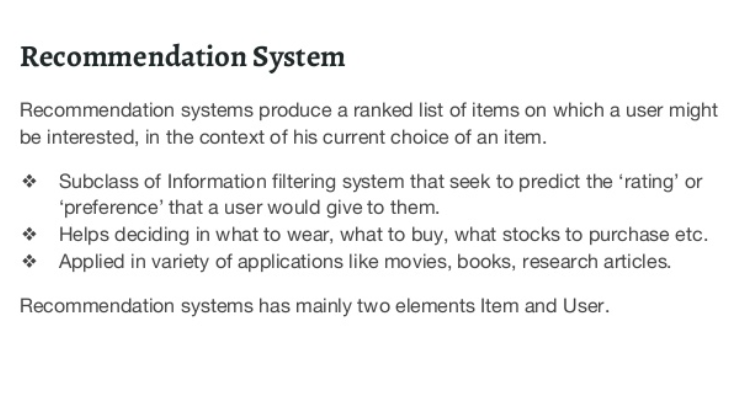 Recommendation System
Recommendation systems produce a ranked list of items on which a user might
be interested, in the context of his current choice of an item.
❖ Subclass of Information filtering system that seek to predict the ‘rating’ or
‘preference’ that a user would give to them.
❖ Helps deciding in what to wear, what to buy, what stocks to purchase etc.
❖ Applied in variety of applications like movies, books, research articles.
Recommendation systems has mainly two elements Item and User.